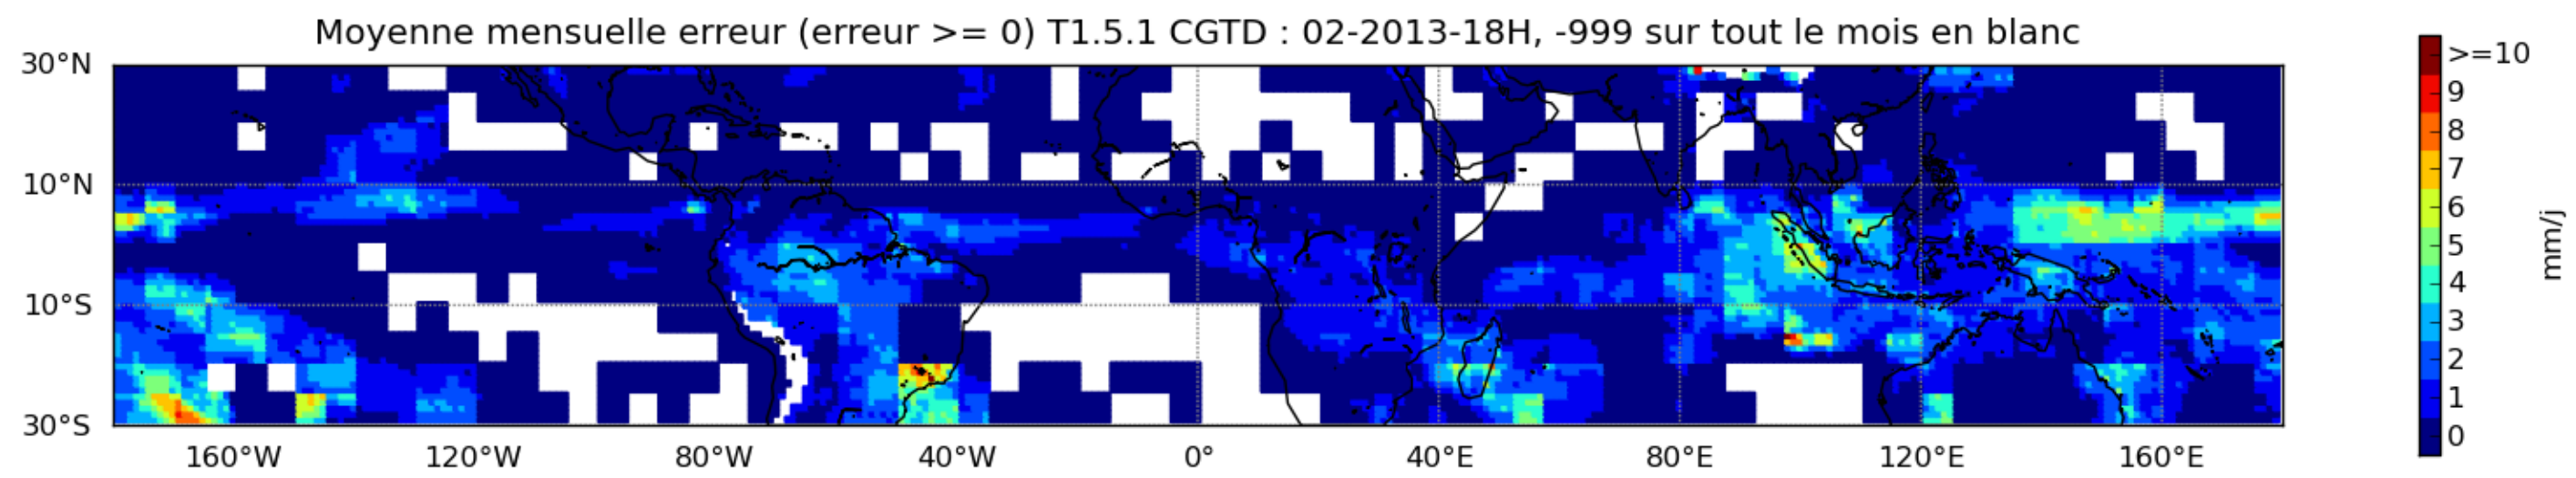 Moyenne mensuelle erreur (erreur >= 0) T1.5.1 CGTD : 02-2013-18H, -999 sur tout le mois en blanc
30°N
10°N
10°S
30°S
160°W 120°W 80°W 40°W 0° 40°E 80°E 120°E 160°E
>=10
9
8
7
6
5
4
3
2
1
0
mm/j